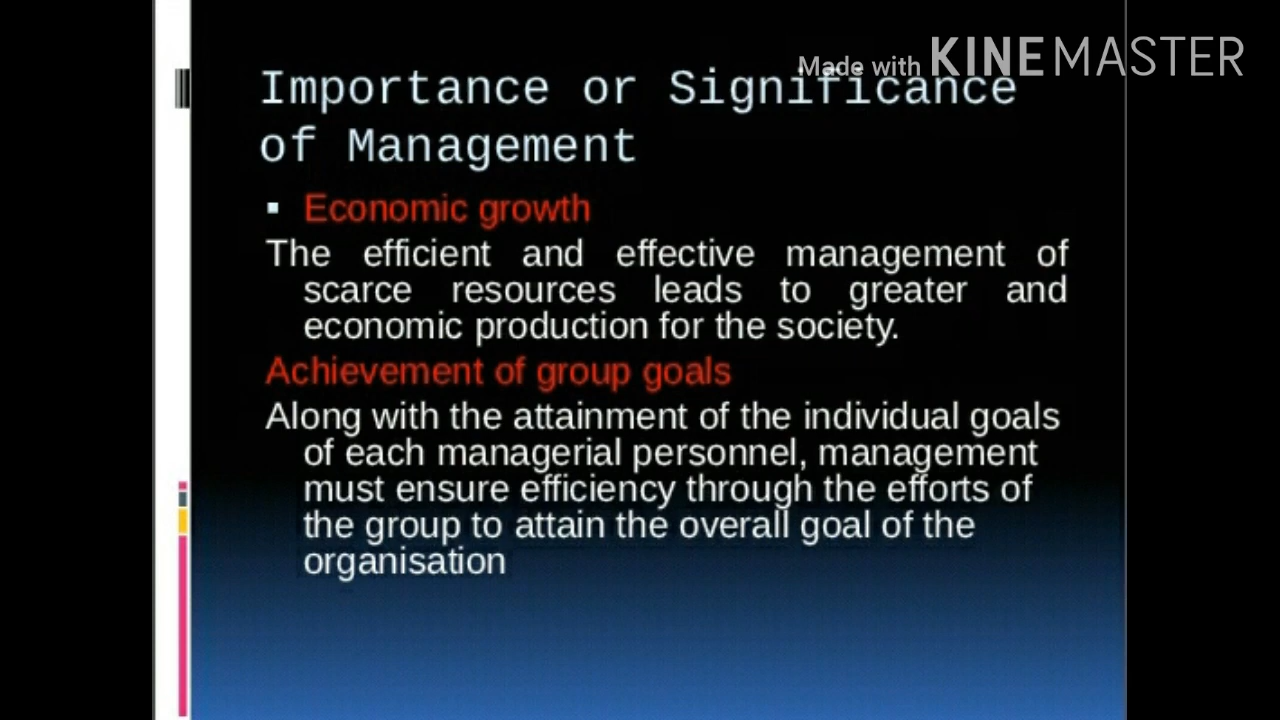 Made with KINEMASTER
Importance or Significance
of Management
▪ Economic growth
The efficient and effective management of
scarce resources leads to greater and
economic production for the society.
Achievement of group goals
Along with the attainment of the individual goals
of each managerial personnel, management
must ensure efficiency through the efforts of
the group to attain the overall goal of the
organisation